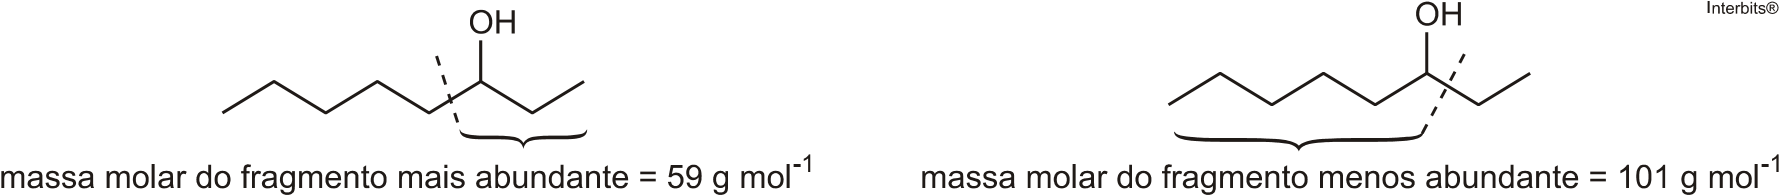 OH
OH
Interbits®
massa molar do fragmento mais abundante = 59 g mol⁻¹
massa molar do fragmento menos abundante = 101 g mol⁻¹